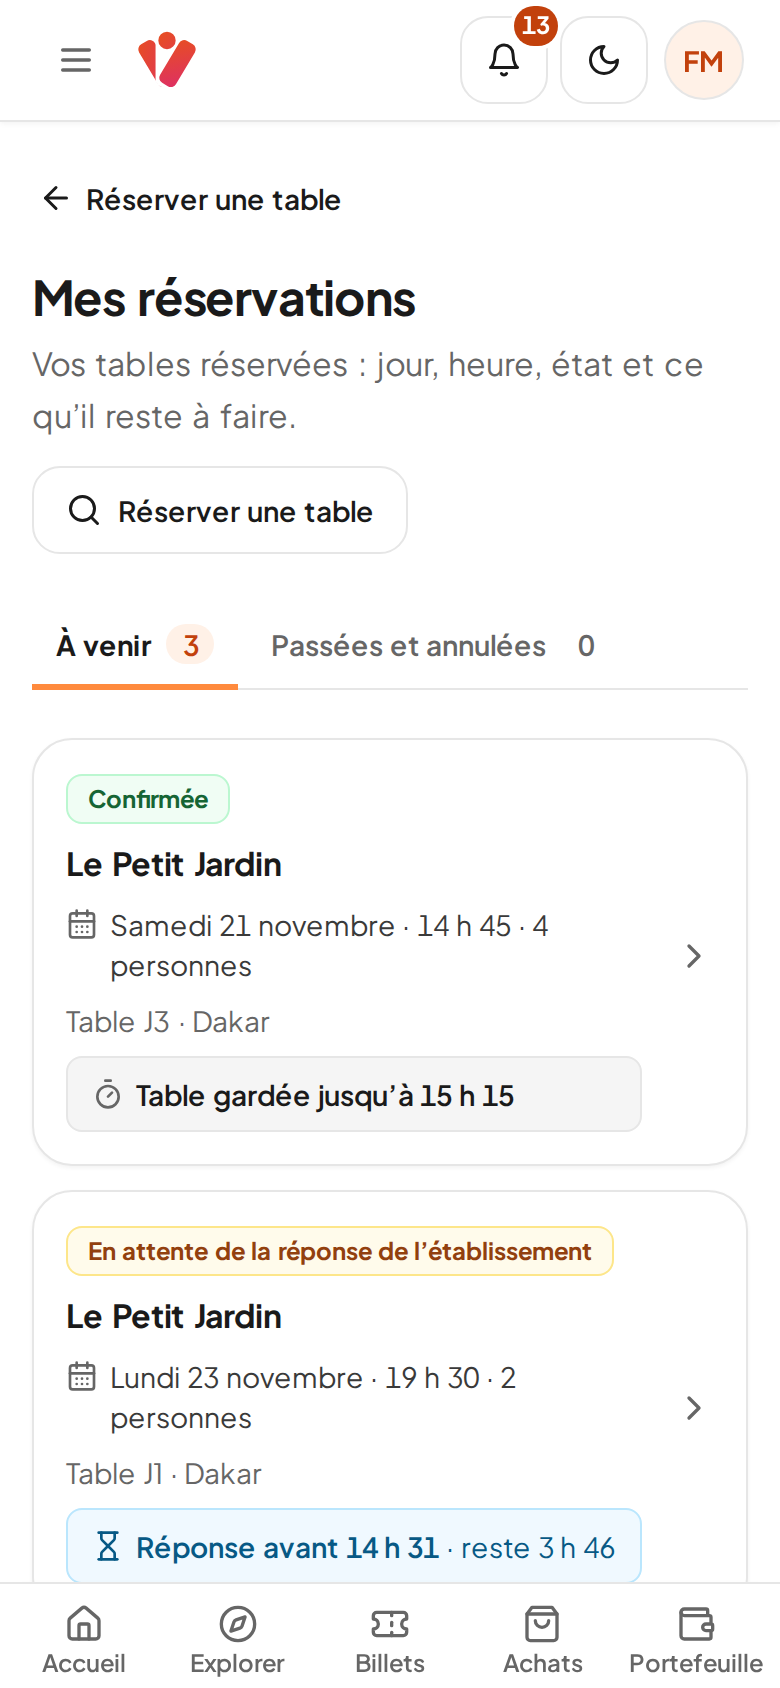 13
FM
Réserver une table
Mes réservations
Vos tables réservées : jour, heure, état et ce
qu’il reste à faire.
Réserver une table
À venir 3 Passées et annulées 0
Confirmée
Le Petit Jardin
Samedi 21 novembre · 14 h 45 · 4
personnes
Table J3 · Dakar
Table gardée jusqu’à 15 h 15
En attente de la réponse de l’établissement
Le Petit Jardin
Lundi 23 novembre · 19 h 30 · 2
personnes
Table J1 · Dakar
Réponse avant 14 h 31 · reste 3 h 46
Accueil Explorer Billets Achats Portefeuille